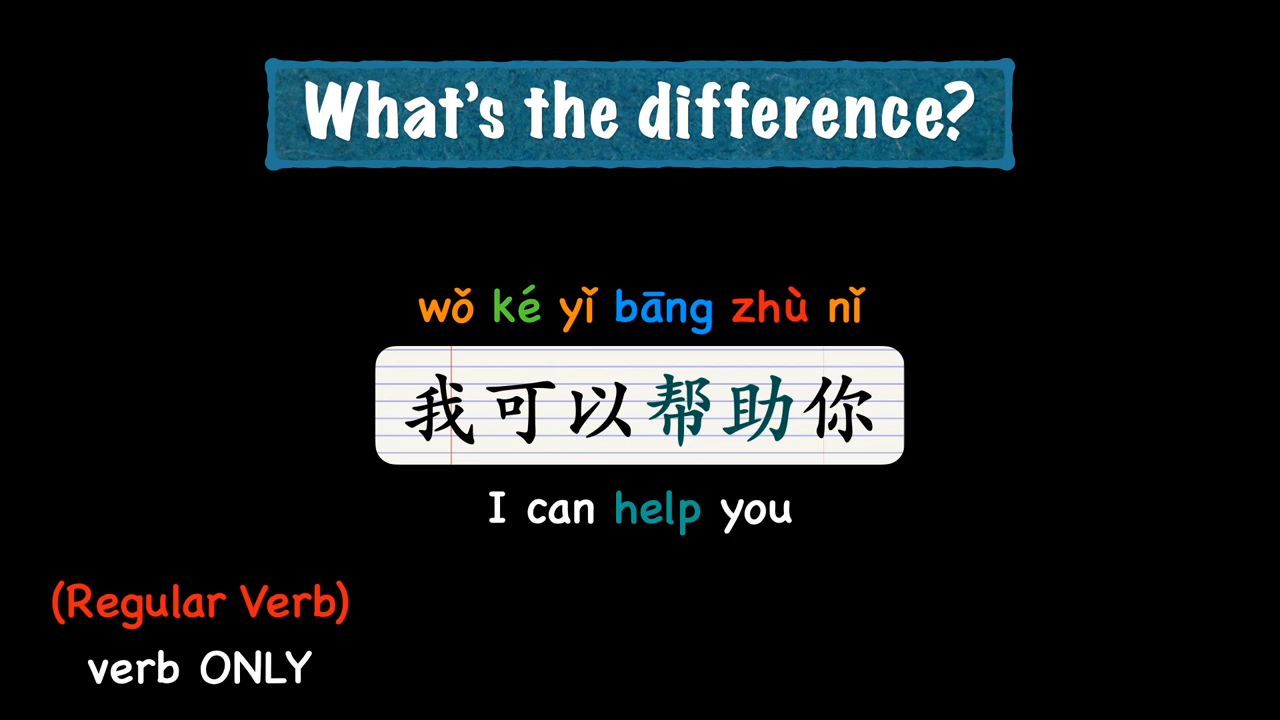 What's the difference?
wǒ ké yǐ bāng zhù nǐ
我可以帮助你
I can help you
(Regular Verb)
verb ONLY